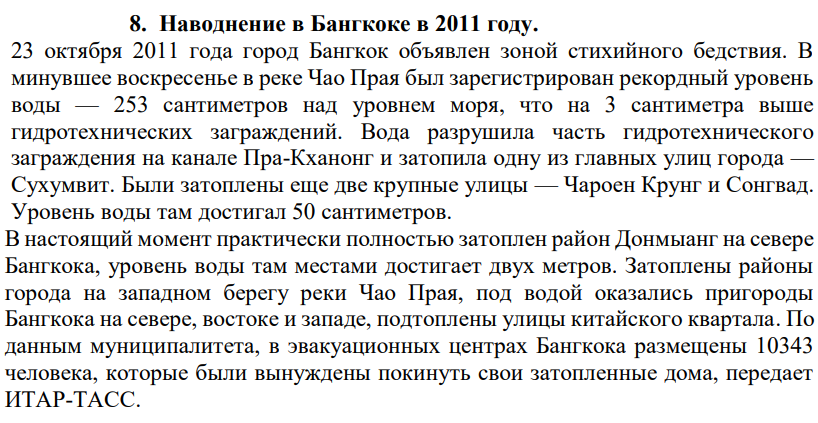 8. Наводнение в Бангкоке в 2011 году.
23 октября 2011 года город Бангкок объявлен зоной стихийного бедствия. В
минувшее воскресенье в реке Чао Прая был зарегистрирован рекордный уровень
воды — 253 сантиметров над уровнем моря, что на 3 сантиметра выше
гидротехнических заграждений. Вода разрушила часть гидротехнического
заграждения на канале Пра-Кханонг и затопила одну из главных улиц города —
Сухумвит. Были затоплены еще две крупные улицы — Чароен Крунг и Сонгвад.
Уровень воды там достигал 50 сантиметров.
В настоящий момент практически полностью затоплен район Донмыанг на севере
Бангкока, уровень воды там местами достигает двух метров. Затоплены районы
города на западном берегу реки Чао Прая, под водой оказались пригороды
Бангкока на севере, востоке и западе, подтоплены улицы китайского квартала. По
данным муниципалитета, в эвакуационных центрах Бангкока размещены 10343
человека, которые были вынуждены покинуть свои затопленные дома, передает
ИТАР-ТАСС.